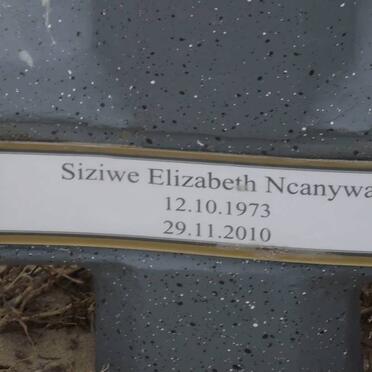 Siziwe Elizabeth Ncanywa
12.10.1973
29.11.2010